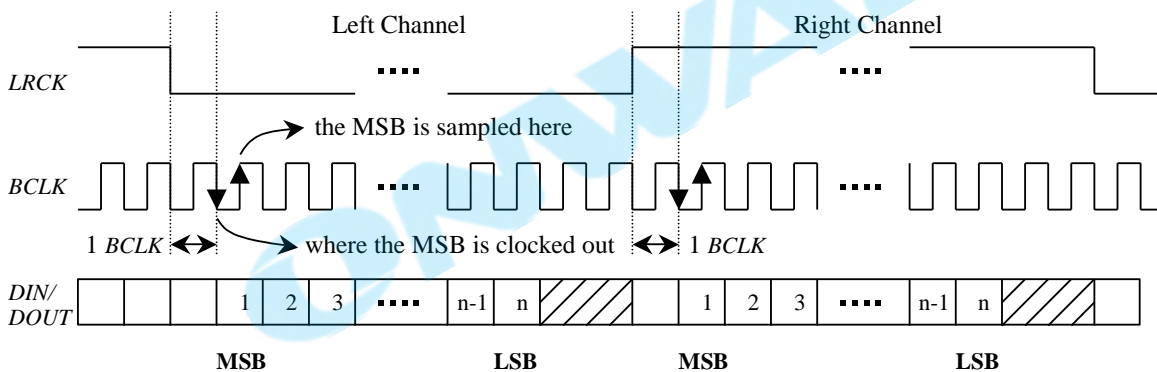 Left Channel Right Channel
LRCK
the MSB is sampled here
BCLK
1 BCLK where the MSB is clocked out 1 BCLK
DIN/
DOUT
1 2 3 n-1 n 1 2 3 n-1 n
MSB LSB MSB LSB